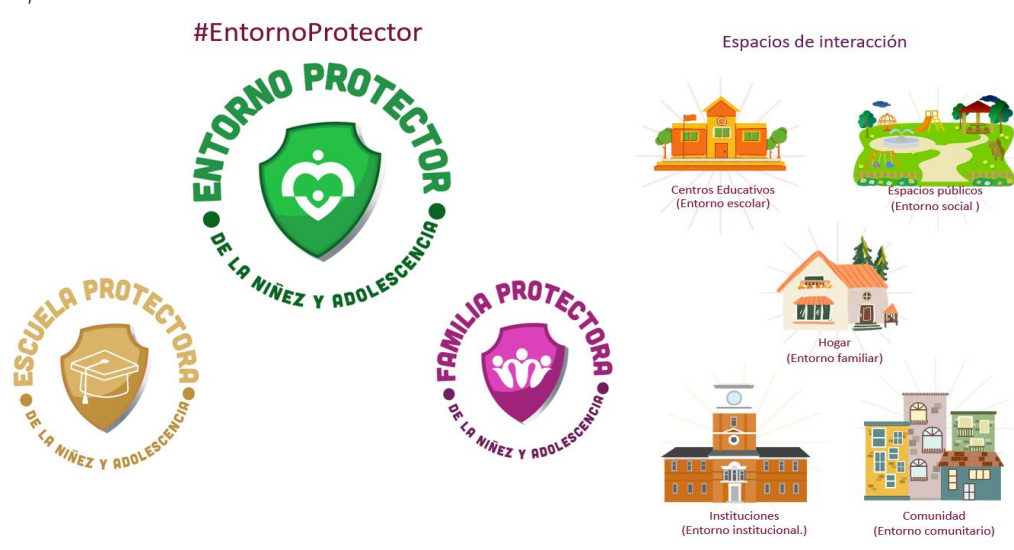 #EntornoProtector
ENTORNO PROTECTOR
DE LA NIÑEZ Y ADOLESCENCIA
ESCUELA PROTECTORA
DE LA NIÑEZ Y ADOLESCENCIA
FAMILIA PROTECTORA
DE LA NIÑEZ Y ADOLESCENCIA
Espacios de interacción
Centros Educativos
(Entorno escolar)
Espacios públicos
(Entorno social )
Hogar
(Entorno familiar)
Instituciones
(Entorno institucional.)
Comunidad
(Entorno comunitario)